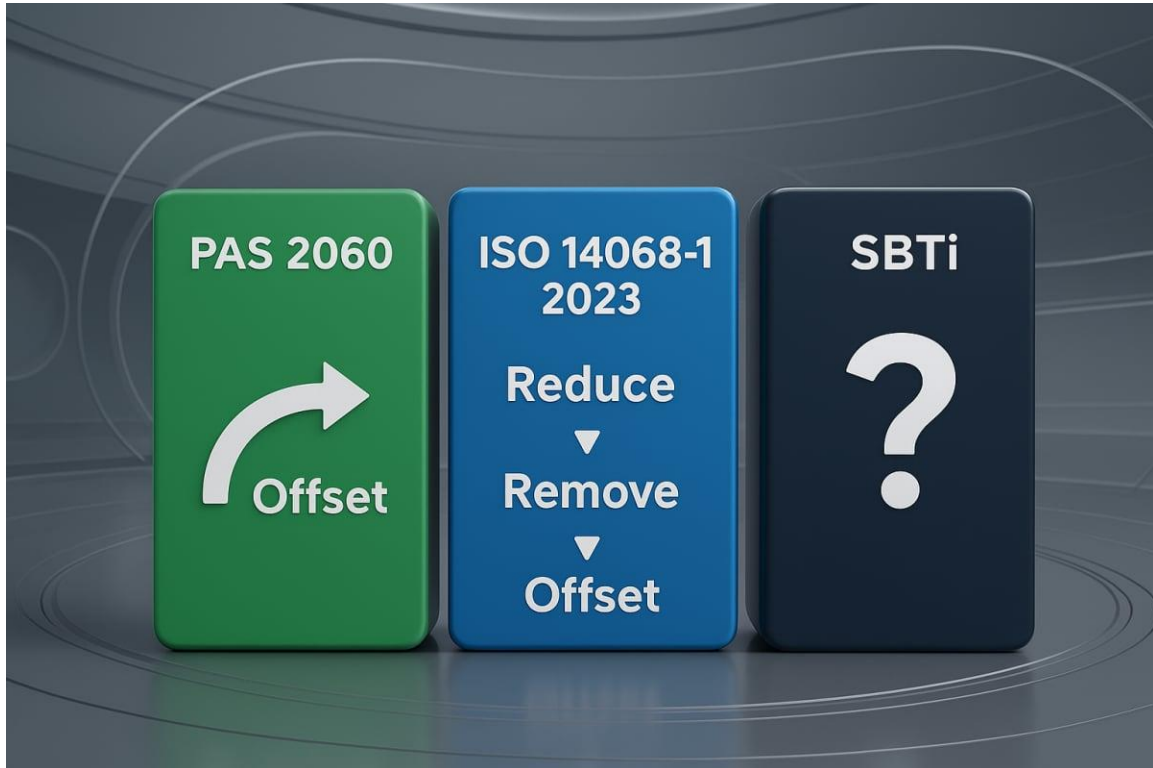 PAS 2060
Offset
ISO 14068-1
2023
Reduce
Remove
Offset
SBTi
?